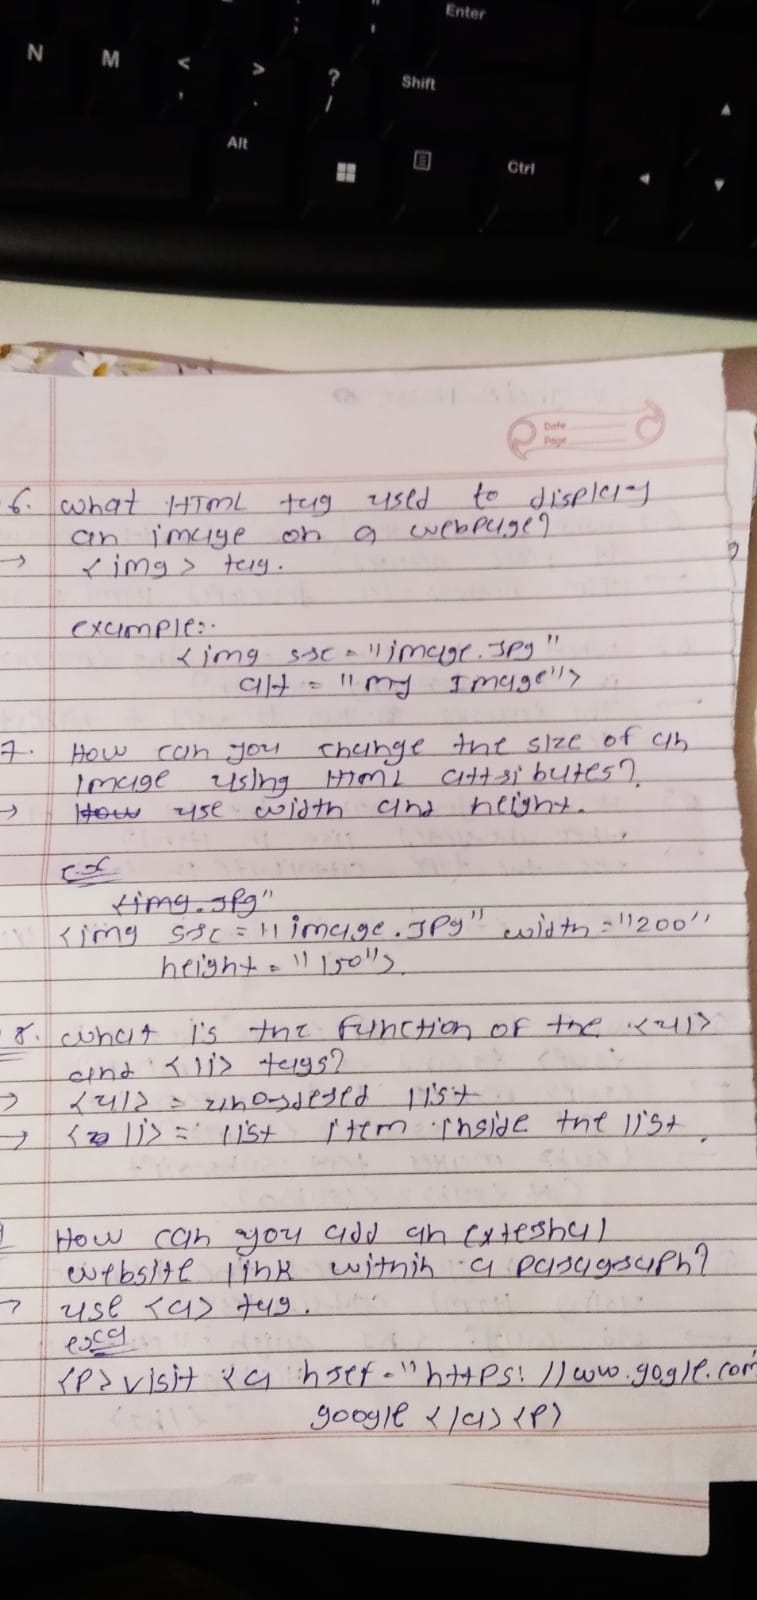 Enter
N M < , > . ? / Shift
Alt Ctrl
Date
Page
6. what HTML tag used to display
an image on a webpage?
→ <img> tag.
example:-
<img src = "image.jpg"
alt = "my Image">
7. How can you change the size of an
image using HTML attributes?
→ How use width and height.
ex
<img.jpg"
<img src = "image.jpg" width = "200"
height = "150">.
8. what is the function of the <ul>
and <li> tags?
→ <ul> = unordered list
→ <li> = list item inside the list.
How can you add an external
website link within a paragraph?
→ use <a> tag.
<p> visit <a href = "https://www.gogle.com
google </a> <p>